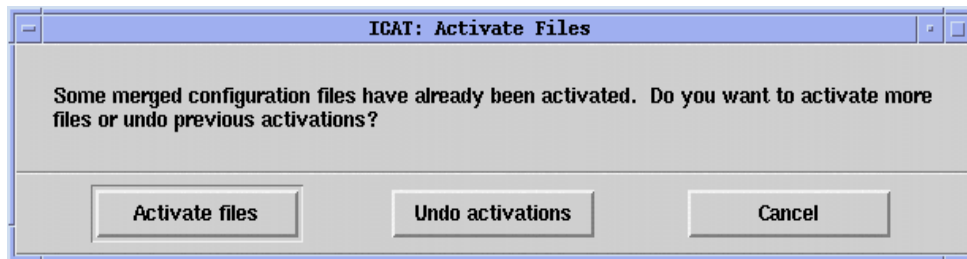 ICAT: Activate Files
Some merged configuration files have already been activated.  Do you want to activate more
files or undo previous activations?
Activate files
Undo activations
Cancel